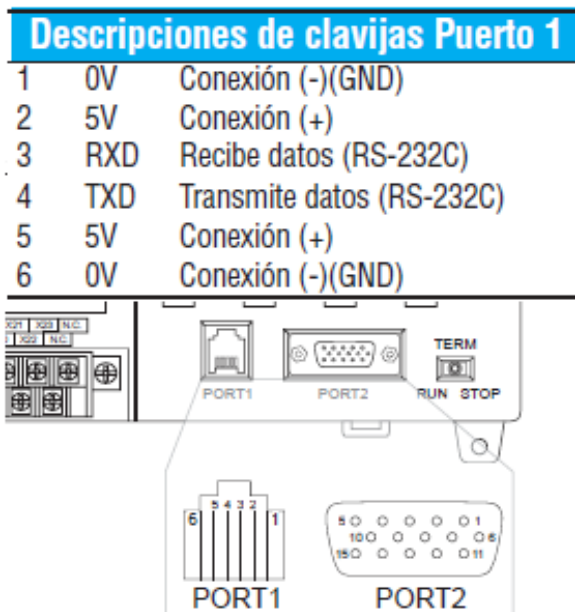 Descripciones de clavijas Puerto 1
1 0V Conexión (-)(GND)
2 5V Conexión (+)
3 RXD Recibe datos (RS-232C)
4 TXD Transmite datos (RS-232C)
5 5V Conexión (+)
6 0V Conexión (-)(GND)
X21 X23 N.C.
X22 N.C.
TERM
PORT1 PORT2 RUN STOP
6 5 4 3 2 1
5 1
10 6
15 11
PORT1 PORT2